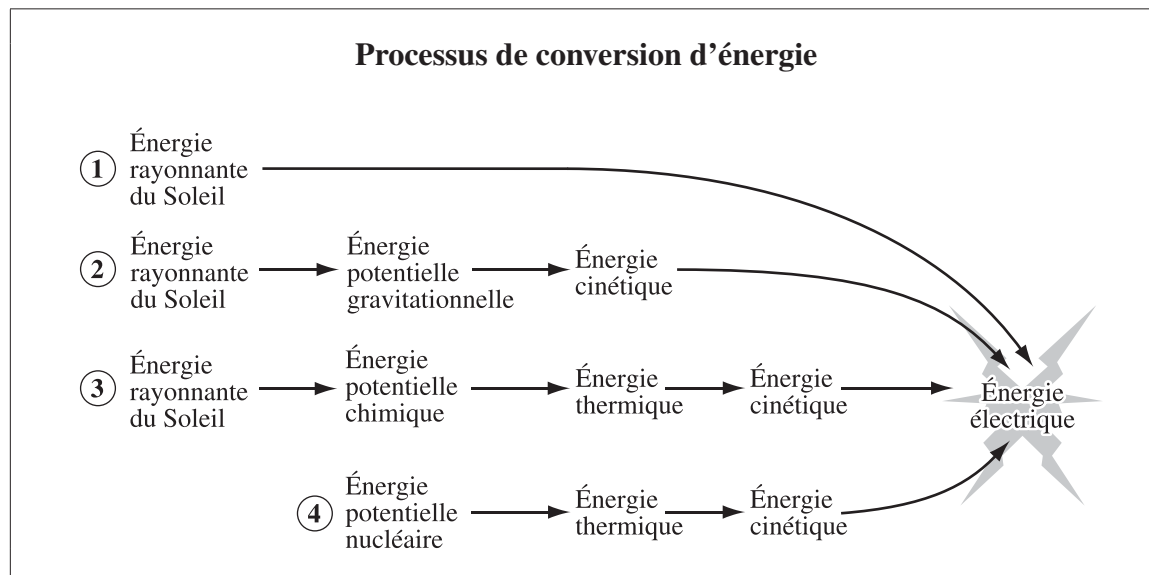 Processus de conversion d’énergie
1
Énergie
rayonnante
du Soleil
2
Énergie
rayonnante
du Soleil
Énergie
potentielle
gravitationnelle
Énergie
cinétique
3
Énergie
rayonnante
du Soleil
Énergie
potentielle
chimique
Énergie
thermique
Énergie
cinétique
Énergie
électrique
4
Énergie
potentielle
nucléaire
Énergie
thermique
Énergie
cinétique